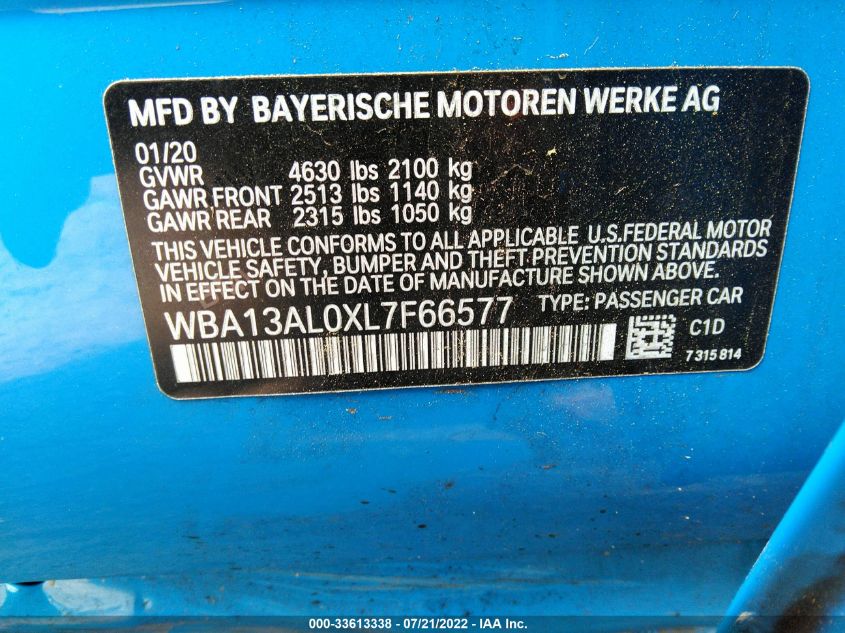 MFD BY BAYERISCHE MOTOREN WERKE AG
01/20
GVWR 4630 lbs 2100 kg
GAWR FRONT 2513 lbs 1140 kg
GAWR REAR 2315 lbs 1050 kg
THIS VEHICLE CONFORMS TO ALL APPLICABLE U.S.FEDERAL MOTOR
VEHICLE SAFETY, BUMPER AND THEFT PREVENTION STANDARDS
IN EFFECT ON THE DATE OF MANUFACTURE SHOWN ABOVE.
WBA13AL0XL7F66577 TYPE: PASSENGER CAR
C1D
7315814
000-33613338 - 07/21/2022 - IAA Inc.